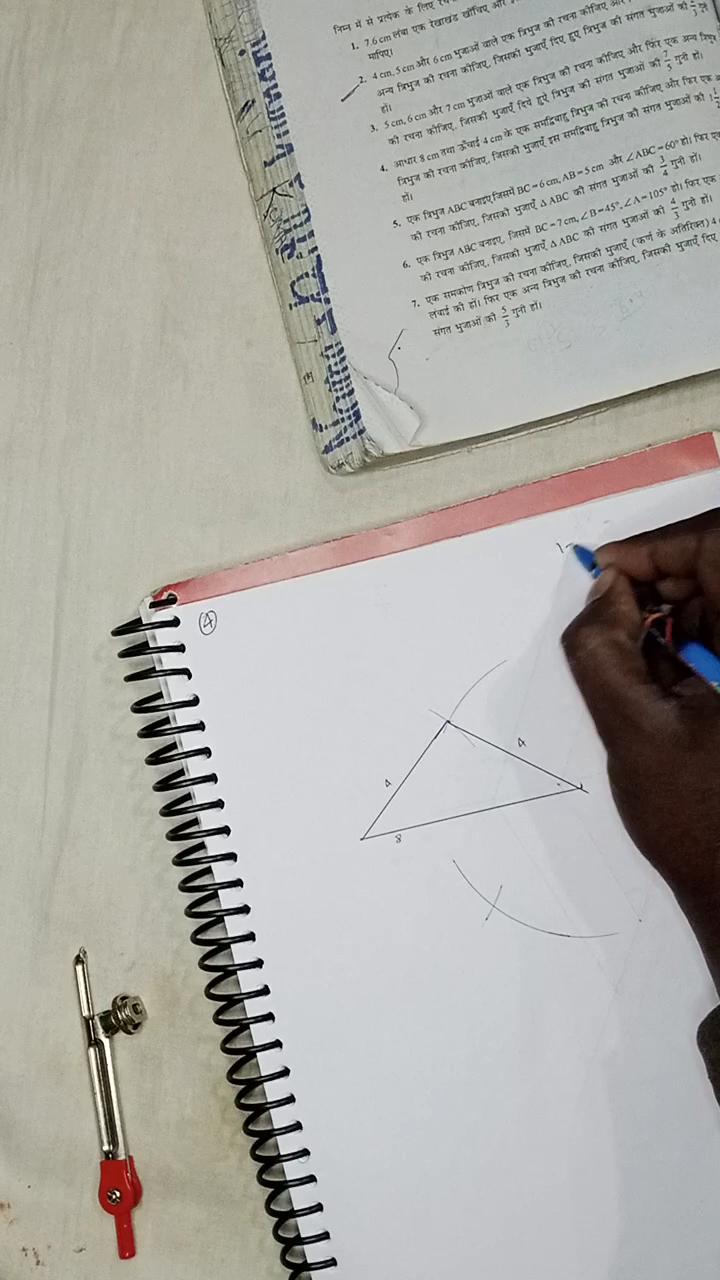 निम्न में से प्रत्येक के लिए
1. 7.6 cm लंबा एक रेखाखंड खींचिए और
मापिए।
2. 4 cm, 5 cm और 6 cm भुजाओं वाले एक त्रिभुज की रचना कीजिए और
अन्य त्रिभुज की रचना कीजिए, जिसकी भुजाएँ दिए हुए त्रिभुज की संगत भुजाओं की 2/3
हों।
3. 5 cm, 6 cm और 7 cm भुजाओं वाले एक त्रिभुज की रचना कीजिए और फिर एक अन्य त्रिभुज
की रचना कीजिए, जिसकी भुजाएँ दिये हुऐ त्रिभुज की संगत भुजाओं की 7/5 गुनी हों।
4. आधार 8 cm तथा ऊँचाई 4 cm के एक समद्विबाहु त्रिभुज की रचना कीजिए और फिर एक
त्रिभुज की रचना कीजिए, जिसकी भुजाएँ इस समद्विबाहु त्रिभुज की संगत भुजाओं की 1 1/2
हों।
5. एक त्रिभुज ABC बनाइए जिसमें BC = 6 cm, AB = 5 cm और ∠ABC = 60° हो। फिर एक
की रचना कीजिए, जिसकी भुजाएँ △ ABC की संगत भुजाओं की 3/4 गुनी हों।
6. एक त्रिभुज ABC बनाइए, जिसमें BC = 7 cm, ∠B = 45°, ∠A = 105° हो। फिर एक
की रचना कीजिए, जिसकी भुजाएँ △ ABC की संगत भुजाओं की 4/3 गुनी हों।
7. एक समकोण त्रिभुज की रचना कीजिए, जिसकी भुजाएँ (कर्ण के अतिरिक्त) 4
लंबाई की हों। फिर एक अन्य त्रिभुज की रचना कीजिए, जिसकी भुजाएँ दिए
संगत भुजाओं की 5/3 गुनी हों।
4
4
4
8